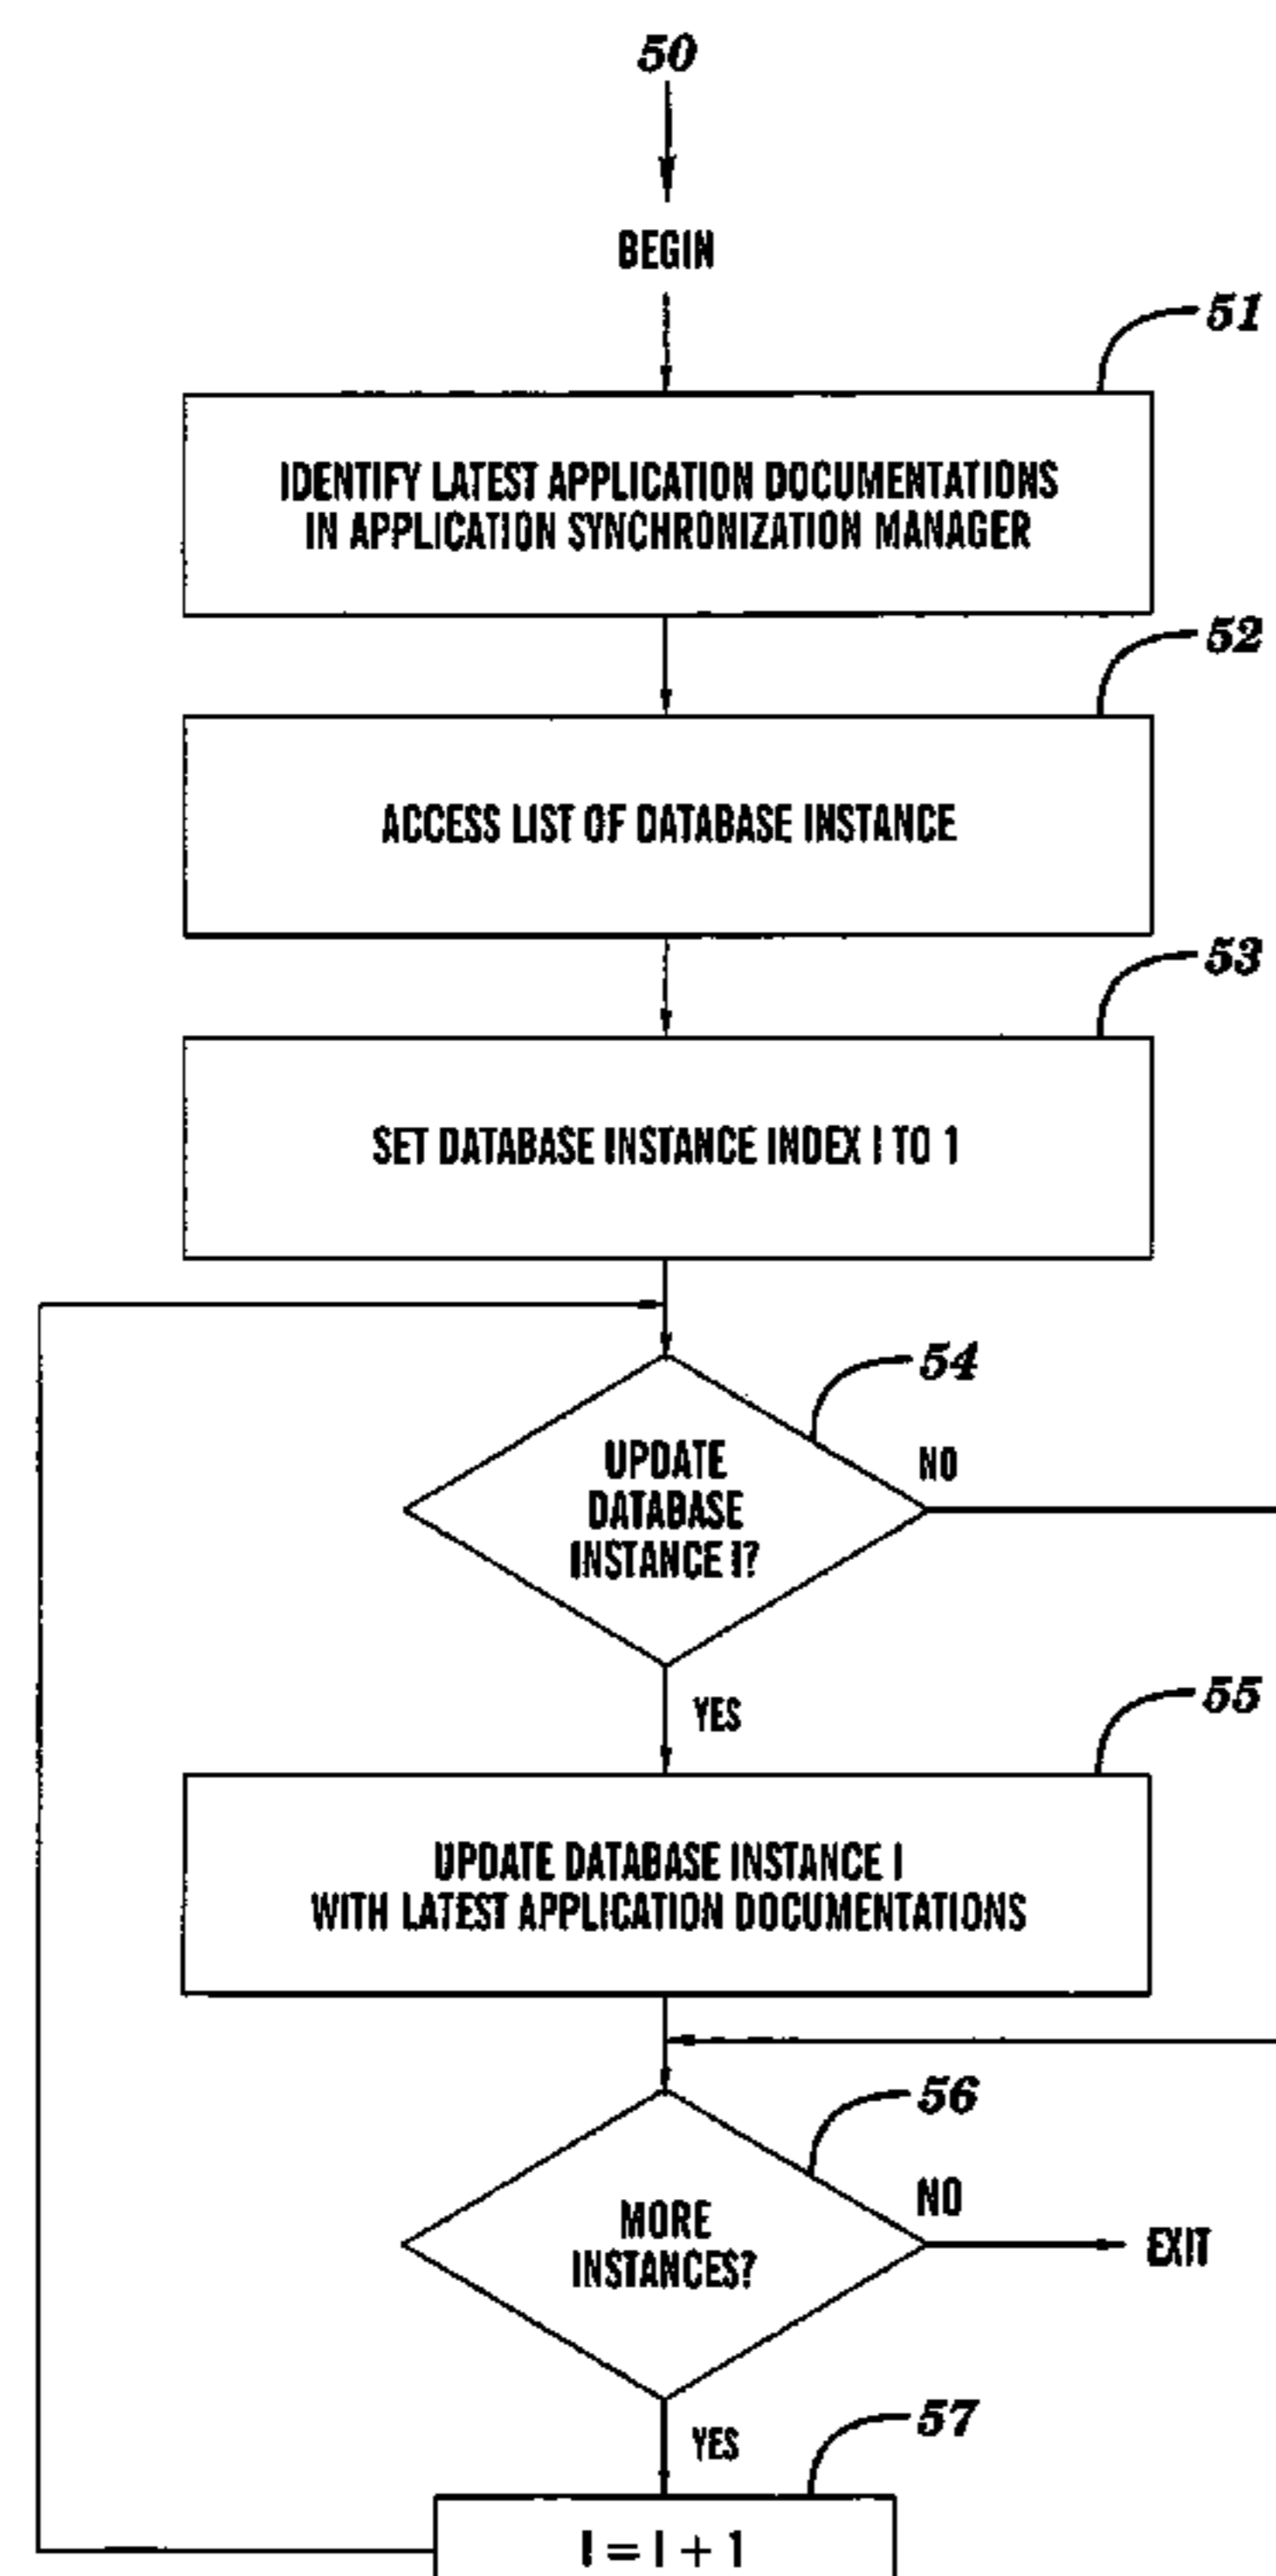 50
BEGIN
51
IDENTIFY LATEST APPLICATION DOCUMENTATIONS
IN APPLICATION SYNCHRONIZATION MANAGER
52
ACCESS LIST OF DATABASE INSTANCE
53
SET DATABASE INSTANCE INDEX I TO 1
54
UPDATE
DATABASE
INSTANCE I?
NO
YES
55
UPDATE DATABASE INSTANCE I
WITH LATEST APPLICATION DOCUMENTATIONS
56
MORE
INSTANCES?
NO
EXIT
YES
57
I = I + 1